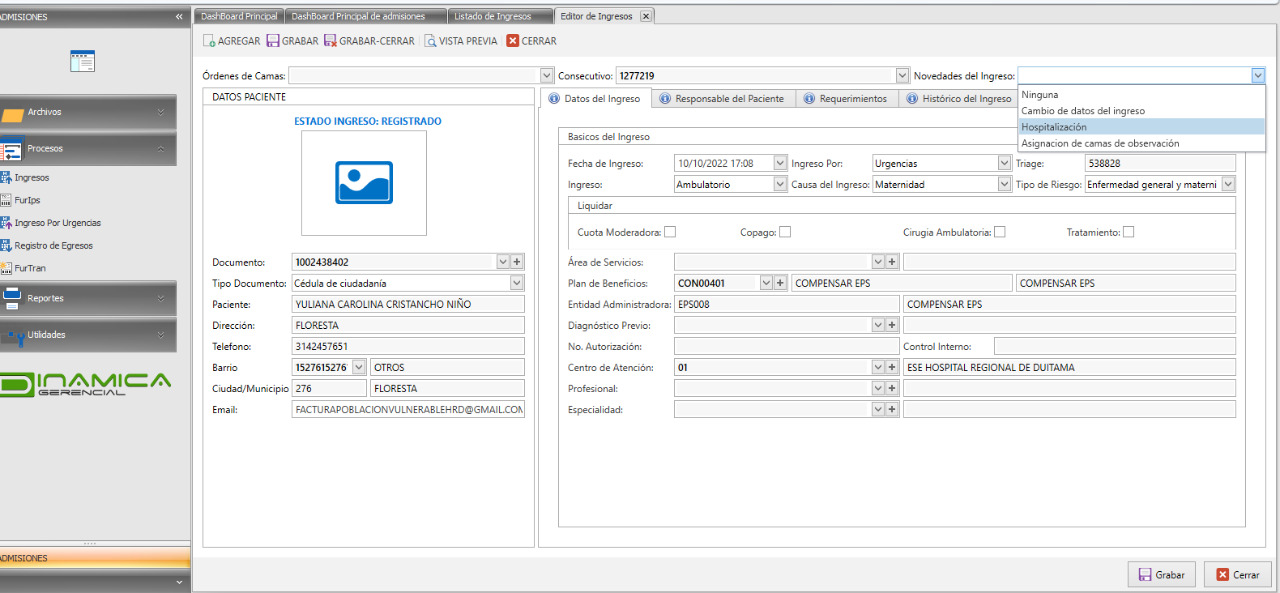 ADMISIONES «
DashBoard Principal DashBoard Principal de admisiones Listado de Ingresos Editor de Ingresos
AGREGAR GRABAR GRABAR-CERRAR VISTA PREVIA CERRAR
Órdenes de Camas: Consecutivo: 1277219 Novedades del Ingreso:
Ninguna
Cambio de datos del ingreso
Hospitalización
Asignacion de camas de observación
Archivos
Procesos
Ingresos
FurIps
Ingreso Por Urgencias
Registro de Egresos
FurTran
Reportes
Utilidades
DINAMICA
GERENCIAL
ADMISIONES
DATOS PACIENTE
ESTADO INGRESO: REGISTRADO
Documento: 1002438402
Tipo Documento: Cédula de ciudadanía
Paciente: YULIANA CAROLINA CRISTANCHO NIÑO
Dirección: FLORESTA
Telefono: 3142457651
Barrio 1527615276 OTROS
Ciudad/Municipio 276 FLORESTA
Email: FACTURAPOBLACIONVULNERABLEHRD@GMAIL.COM
Datos del Ingreso Responsable del Paciente Requerimientos Histórico del Ingreso
Basicos del Ingreso
Fecha de Ingreso: 10/10/2022 17:08 Ingreso Por: Urgencias Triage: 538828
Ingreso: Ambulatorio Causa del Ingreso: Maternidad Tipo de Riesgo: Enfermedad general y materni
Liquidar
Cuota Moderadora: Copago: Cirugia Ambulatoria: Tratamiento:
Área de Servicios:
Plan de Beneficios: CON00401 COMPENSAR EPS COMPENSAR EPS
Entidad Administradora: EPS008 COMPENSAR EPS
Diagnóstico Previo:
No. Autorización: Control Interno:
Centro de Atención: 01 ESE HOSPITAL REGIONAL DE DUITAMA
Profesional:
Especialidad:
Grabar Cerrar